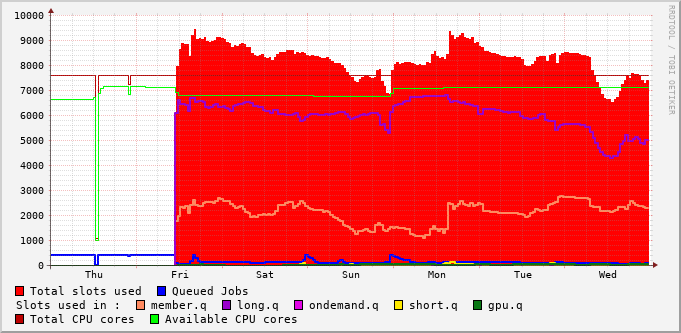 10000
9000
8000
7000
6000
5000
4000
3000
2000
1000
0
Thu Fri Sat Sun Mon Tue Wed
RRDTOOL / TOBI OETIKER
Total slots used Queued Jobs
Slots used in : member.q long.q ondemand.q short.q gpu.q
Total CPU cores Available CPU cores